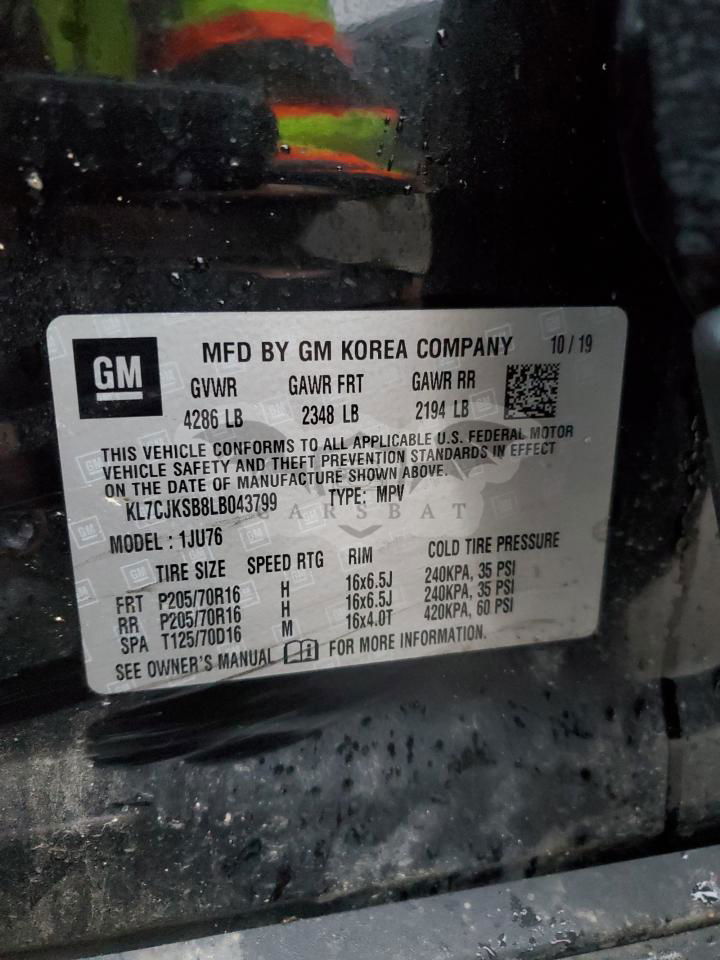 GM
MFD BY GM KOREA COMPANY 10 / 19
GVWR GAWR FRT GAWR RR
4286 LB 2348 LB 2194 LB
THIS VEHICLE CONFORMS TO ALL APPLICABLE U.S. FEDERAL MOTOR
VEHICLE SAFETY AND THEFT PREVENTION STANDARDS IN EFFECT
ON THE DATE OF MANUFACTURE SHOWN ABOVE.
KL7CJKSB8LB043799 TYPE: MPV
CARSBAT
MODEL : 1JU76
TIRE SIZE SPEED RTG RIM COLD TIRE PRESSURE
FRT P205/70R16 H 16x6.5J 240KPA, 35 PSI
RR P205/70R16 H 16x6.5J 240KPA, 35 PSI
SPA T125/70D16 M 16x4.0T 420KPA, 60 PSI
SEE OWNER'S MANUAL FOR MORE INFORMATION.